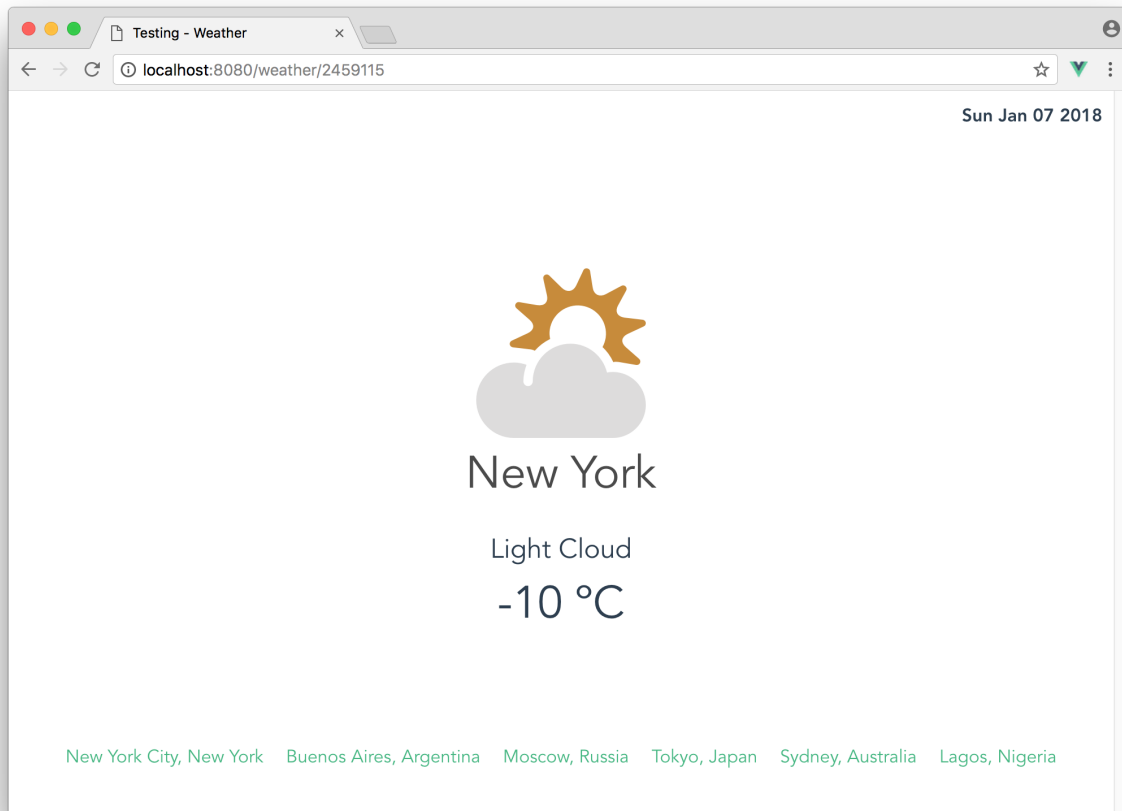 Testing - Weather
localhost:8080/weather/2459115
Sun Jan 07 2018
New York
Light Cloud
-10 °C
New York City, New York Buenos Aires, Argentina Moscow, Russia Tokyo, Japan Sydney, Australia Lagos, Nigeria